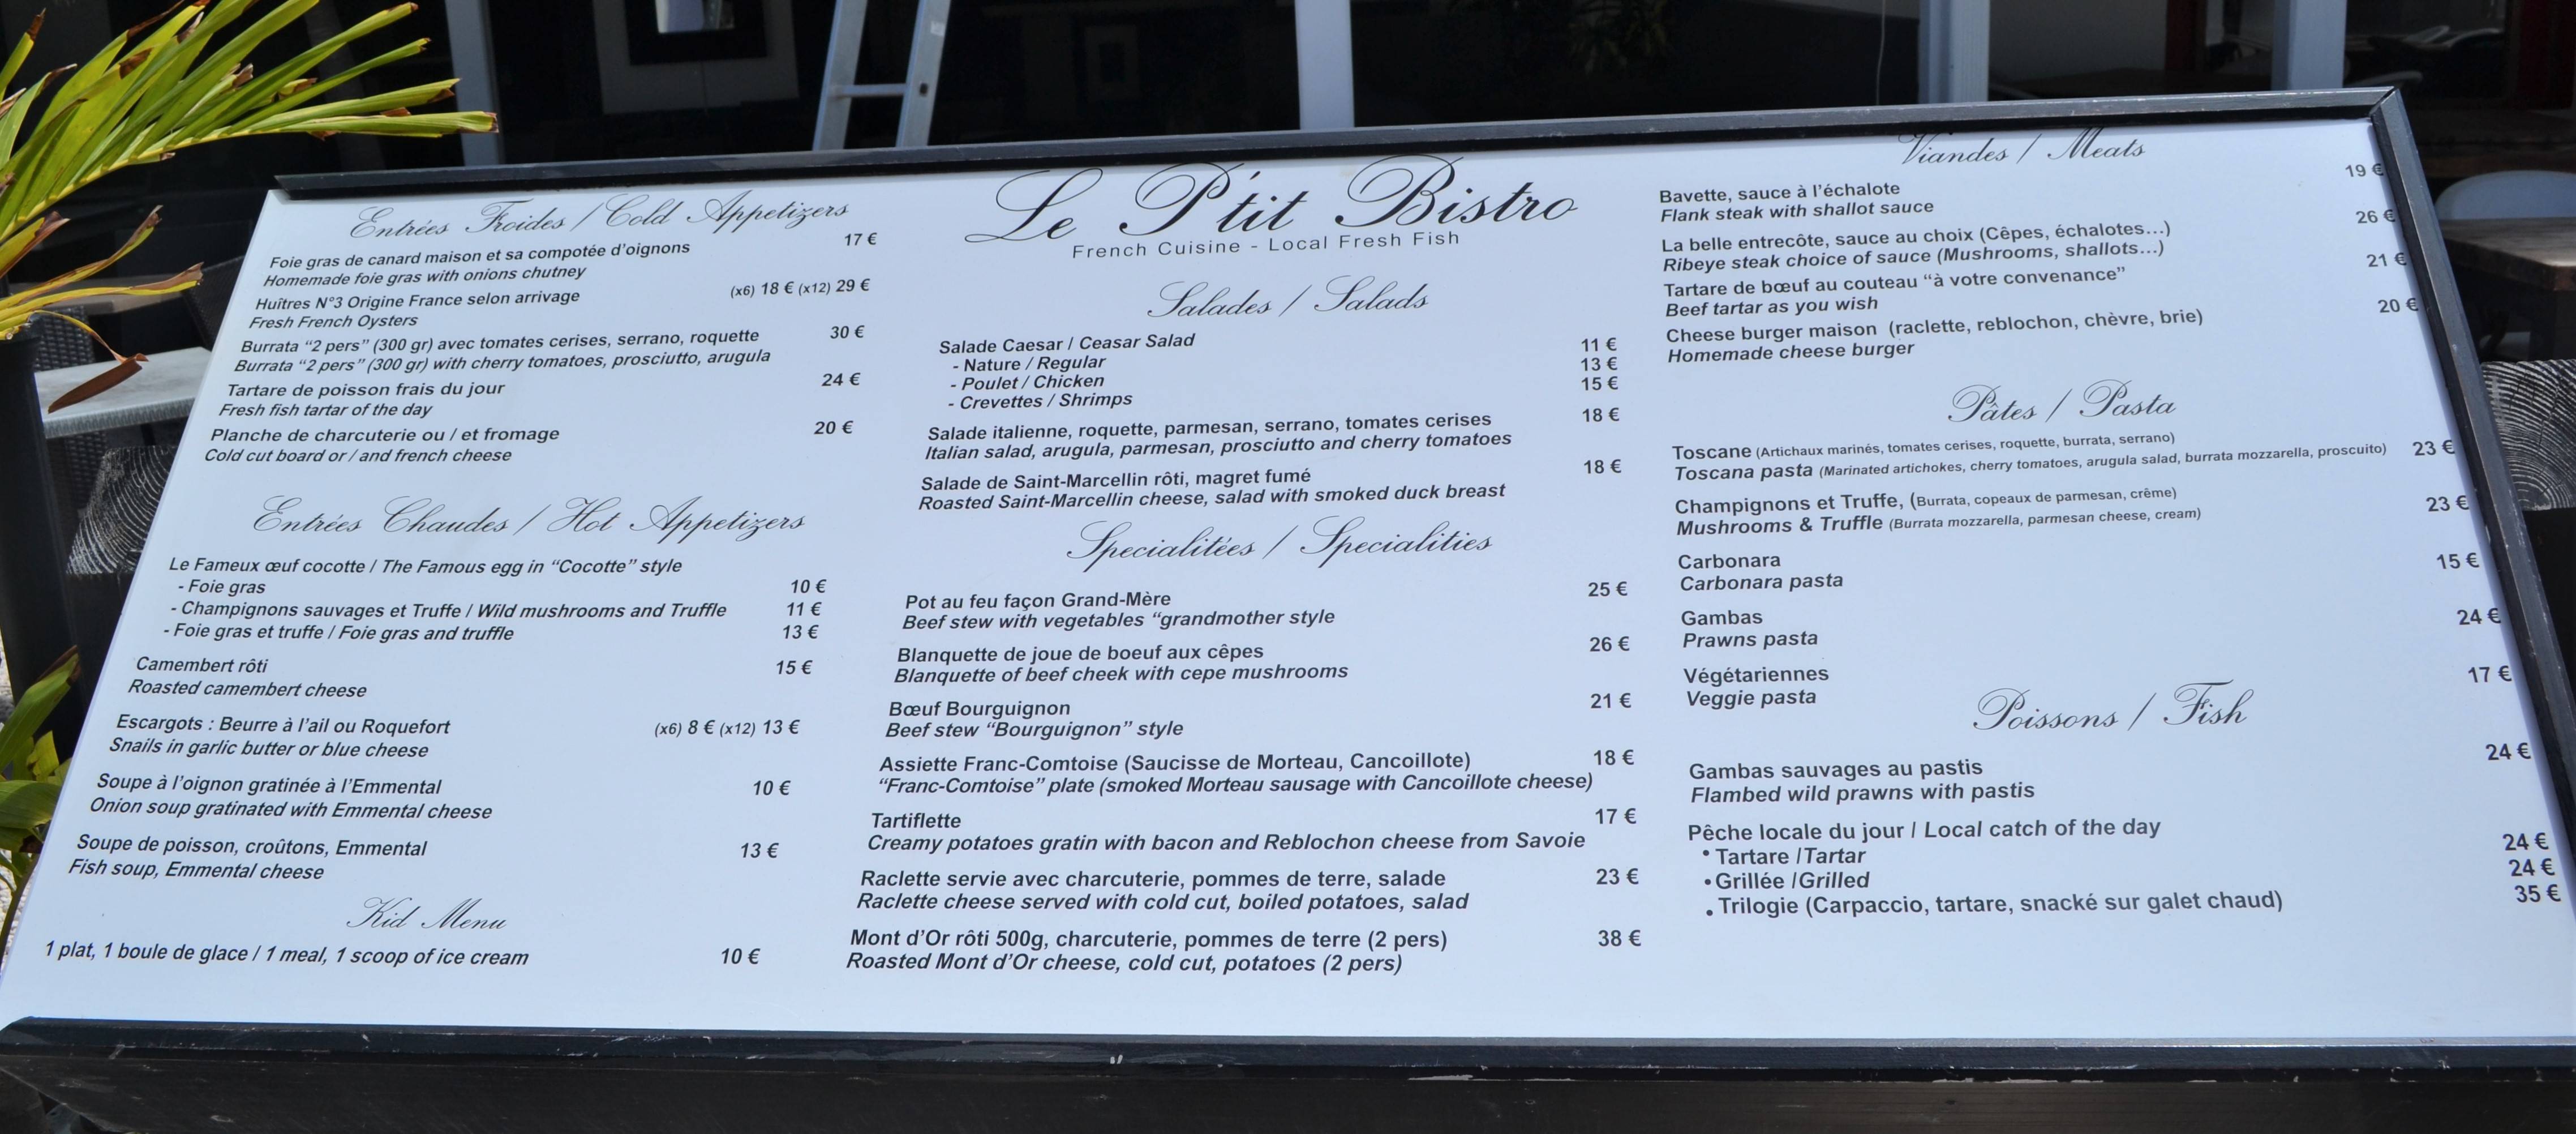 Entrées Froides / Cold Appetizers
Foie gras de canard maison et sa compotée d'oignons 17 €
Homemade foie gras with onions chutney
Huîtres N°3 Origine France selon arrivage (x6) 18 € (x12) 29 €
Fresh French Oysters
Burrata "2 pers" (300 gr) avec tomates cerises, serrano, roquette 30 €
Burrata "2 pers" (300 gr) with cherry tomatoes, prosciutto, arugula
Tartare de poisson frais du jour 24 €
Fresh fish tartar of the day
Planche de charcuterie ou / et fromage 20 €
Cold cut board or / and french cheese
Entrées Chaudes / Hot Appetizers
Le Fameux œuf cocotte / The Famous egg in "Cocotte" style
- Foie gras 10 €
- Champignons sauvages et Truffe / Wild mushrooms and Truffle 11 €
- Foie gras et truffe / Foie gras and truffle 13 €
Camembert rôti 15 €
Roasted camembert cheese
Escargots : Beurre à l'ail ou Roquefort (x6) 8 € (x12) 13 €
Snails in garlic butter or blue cheese
Soupe à l'oignon gratinée à l'Emmental 10 €
Onion soup gratinated with Emmental cheese
Soupe de poisson, croûtons, Emmental 13 €
Fish soup, Emmental cheese
Kid Menu
1 plat, 1 boule de glace / 1 meal, 1 scoop of ice cream 10 €
Le P'tit Bistro
French Cuisine - Local Fresh Fish
Salades / Salads
Salade Caesar / Ceasar Salad
- Nature / Regular 11 €
- Poulet / Chicken 13 €
- Crevettes / Shrimps 15 €
Salade italienne, roquette, parmesan, serrano, tomates cerises 18 €
Italian salad, arugula, parmesan, prosciutto and cherry tomatoes
Salade de Saint-Marcellin rôti, magret fumé 18 €
Roasted Saint-Marcellin cheese, salad with smoked duck breast
Specialitées / Specialities
Pot au feu façon Grand-Mère 25 €
Beef stew with vegetables "grandmother style
Blanquette de joue de boeuf aux cêpes 26 €
Blanquette of beef cheek with cepe mushrooms
Bœuf Bourguignon 21 €
Beef stew "Bourguignon" style
Assiette Franc-Comtoise (Saucisse de Morteau, Cancoillote) 18 €
"Franc-Comtoise" plate (smoked Morteau sausage with Cancoillote cheese)
Tartiflette 17 €
Creamy potatoes gratin with bacon and Reblochon cheese from Savoie
Raclette servie avec charcuterie, pommes de terre, salade 23 €
Raclette cheese served with cold cut, boiled potatoes, salad
Mont d'Or rôti 500g, charcuterie, pommes de terre (2 pers) 38 €
Roasted Mont d'Or cheese, cold cut, potatoes (2 pers)
Viandes / Meats
Bavette, sauce à l'échalote 19 €
Flank steak with shallot sauce
La belle entrecôte, sauce au choix (Cêpes, échalotes...) 26 €
Ribeye steak choice of sauce (Mushrooms, shallots...)
Tartare de bœuf au couteau "à votre convenance" 21 €
Beef tartar as you wish
Cheese burger maison (raclette, reblochon, chèvre, brie) 20 €
Homemade cheese burger
Pâtes / Pasta
Toscane (Artichaux marinés, tomates cerises, roquette, burrata, serrano)
Toscana pasta (Marinated artichokes, cherry tomatoes, arugula salad, burrata mozzarella, proscuito) 23 €
Champignons et Truffe, (Burrata, copeaux de parmesan, crême) 23 €
Mushrooms & Truffle (Burrata mozzarella, parmesan cheese, cream)
Carbonara 15 €
Carbonara pasta
Gambas 24 €
Prawns pasta
Végétariennes 17 €
Veggie pasta
Poissons / Fish
Gambas sauvages au pastis 24 €
Flambed wild prawns with pastis
Pêche locale du jour / Local catch of the day
• Tartare /Tartar 24 €
• Grillée /Grilled 24 €
• Trilogie (Carpaccio, tartare, snacké sur galet chaud) 35 €